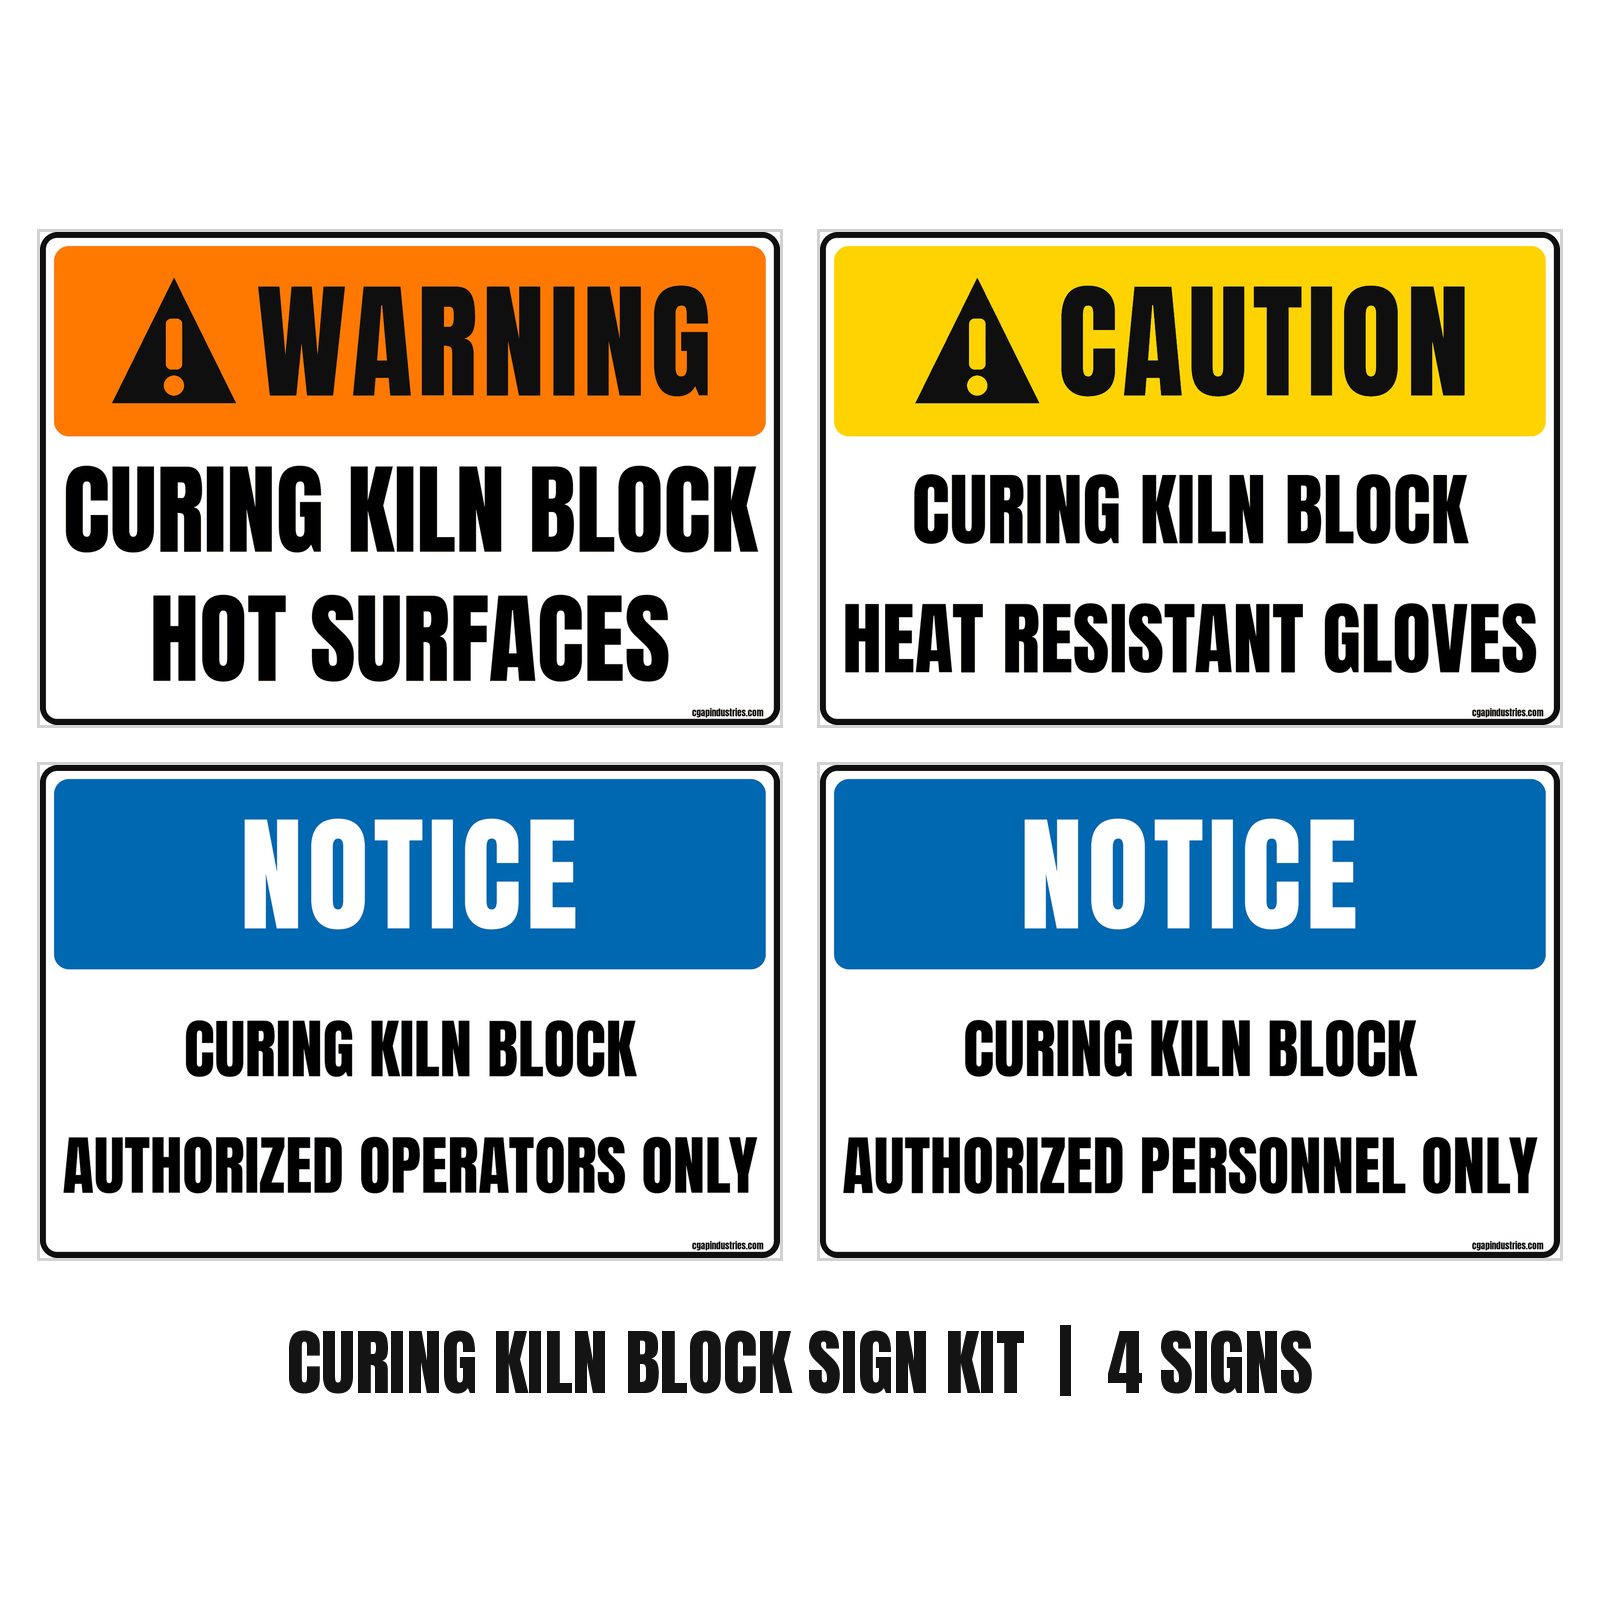 WARNING
CURING KILN BLOCK
HOT SURFACES
cgapindustries.com
CAUTION
CURING KILN BLOCK
HEAT RESISTANT GLOVES
cgapindustries.com
NOTICE
CURING KILN BLOCK
AUTHORIZED OPERATORS ONLY
cgapindustries.com
NOTICE
CURING KILN BLOCK
AUTHORIZED PERSONNEL ONLY
cgapindustries.com
CURING KILN BLOCK SIGN KIT | 4 SIGNS